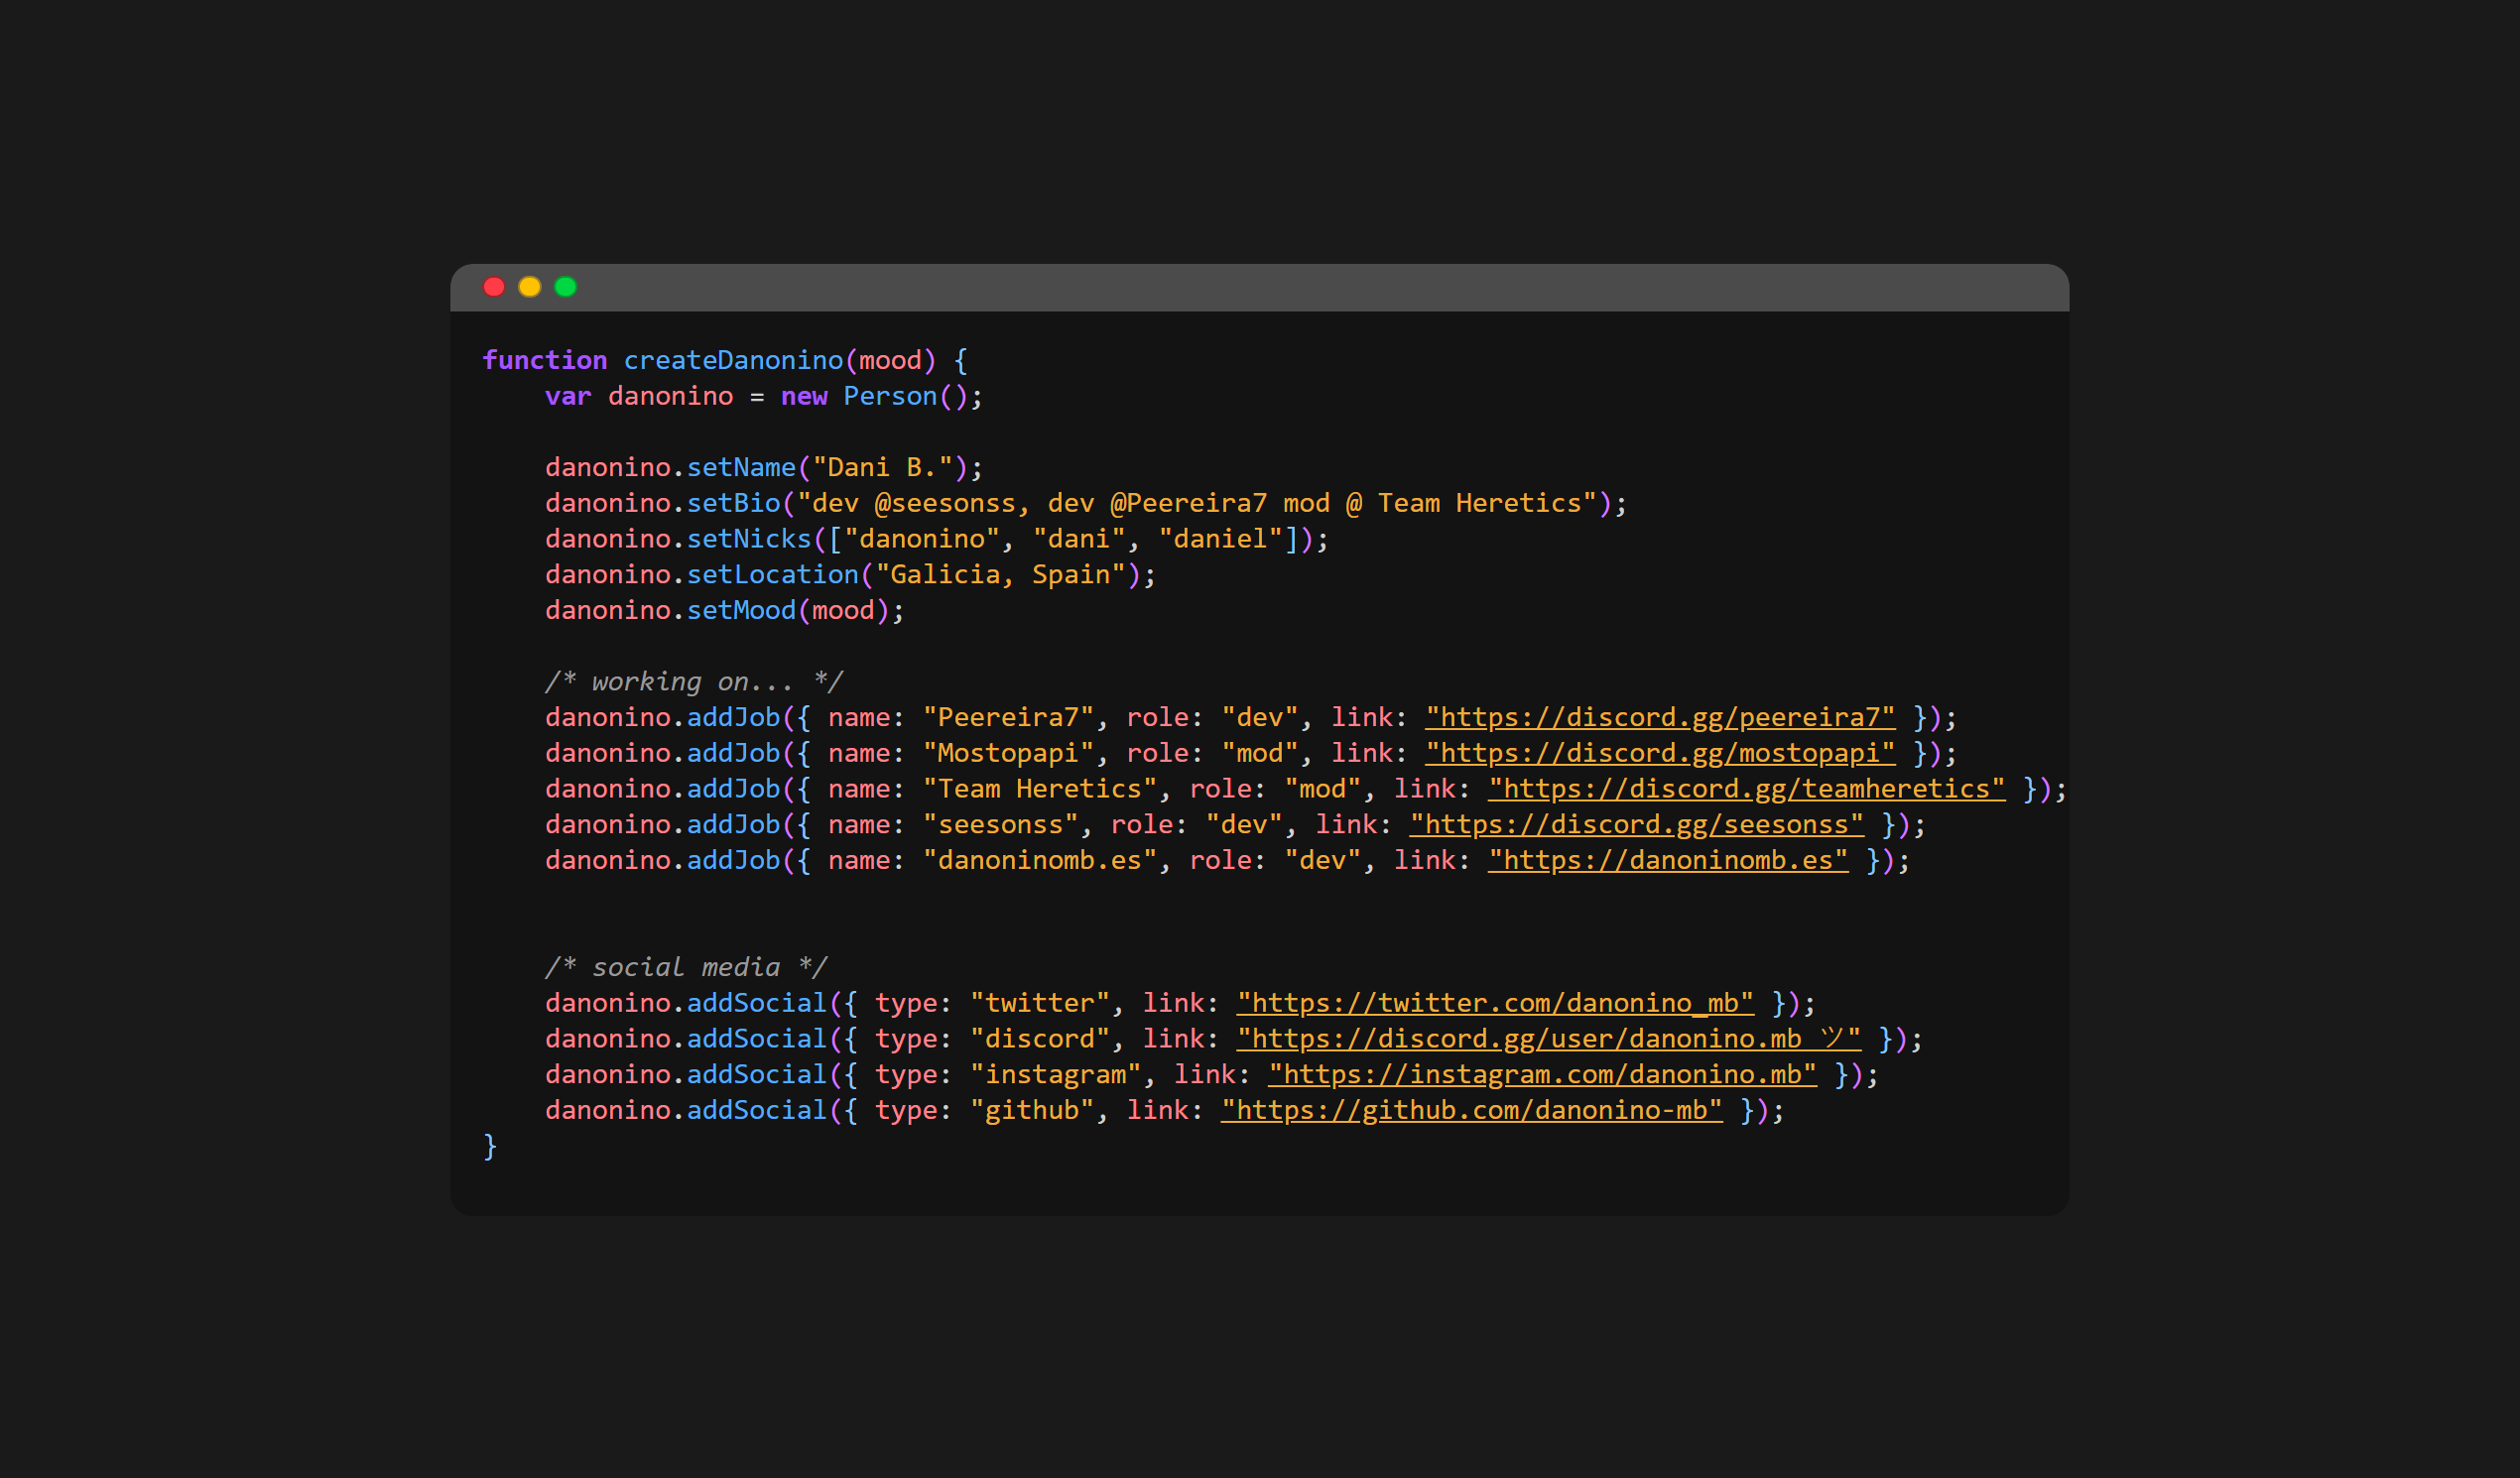 function createDanonino(mood) {
    var danonino = new Person();

    danonino.setName("Dani B.");
    danonino.setBio("dev @seesonss, dev @Peereira7 mod @ Team Heretics");
    danonino.setNicks(["danonino", "dani", "daniel"]);
    danonino.setLocation("Galicia, Spain");
    danonino.setMood(mood);

    /* working on... */
    danonino.addJob({ name: "Peereira7", role: "dev", link: "https://discord.gg/peereira7" });
    danonino.addJob({ name: "Mostopapi", role: "mod", link: "https://discord.gg/mostopapi" });
    danonino.addJob({ name: "Team Heretics", role: "mod", link: "https://discord.gg/teamheretics" });
    danonino.addJob({ name: "seesonss", role: "dev", link: "https://discord.gg/seesonss" });
    danonino.addJob({ name: "danoninomb.es", role: "dev", link: "https://danoninomb.es" });


    /* social media */
    danonino.addSocial({ type: "twitter", link: "https://twitter.com/danonino_mb" });
    danonino.addSocial({ type: "discord", link: "https://discord.gg/user/danonino.mb ツ" });
    danonino.addSocial({ type: "instagram", link: "https://instagram.com/danonino.mb" });
    danonino.addSocial({ type: "github", link: "https://github.com/danonino-mb" });
}